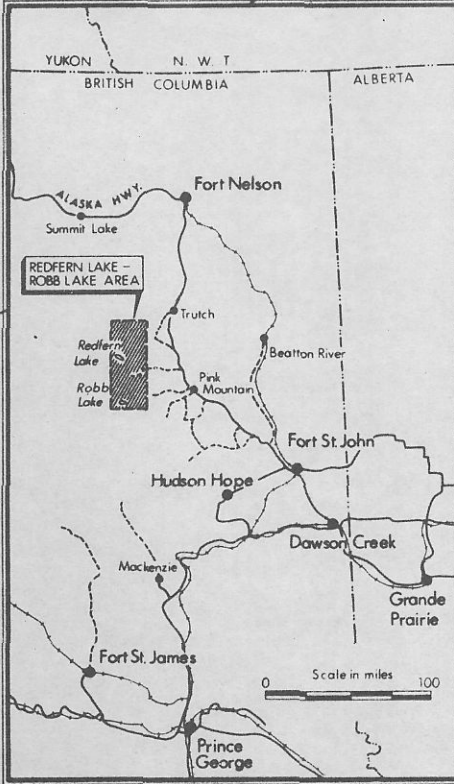 YUKON N. W. T
BRITISH COLUMBIA
ALBERTA
ALASKA HWY.
Fort Nelson
Summit Lake
REDFERN LAKE –
ROBB LAKE AREA
Trutch
Redfern
Lake
Beatton River
Robb
Lake
Pink
Mountain
Fort St. John
Hudson Hope
Dawson Creek
Mackenzie
Grande
Prairie
Fort St. James
Scale in miles
0 100
Prince
George